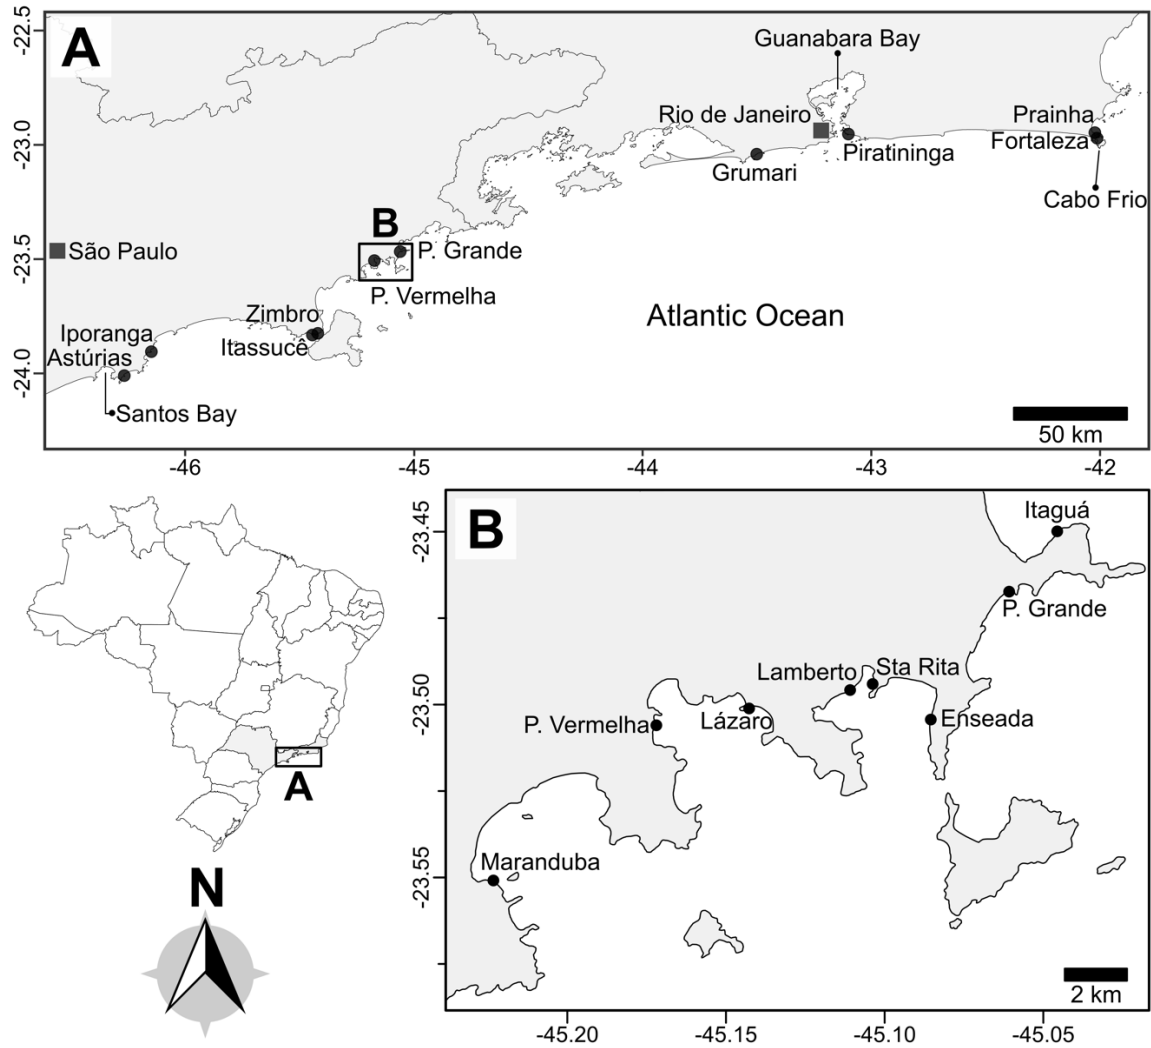 A
-22.5
-23.0
-23.5
-24.0
Guanabara Bay
Rio de Janeiro
Prainha
Fortaleza
Piratininga
Grumari
Cabo Frio
B
São Paulo
P. Grande
P. Vermelha
Atlantic Ocean
Zimbro
Iporanga
Itassucê
Astúrias
Santos Bay
50 km
-46
-45
-44
-43
-42
A
N
B
-23.45
-23.50
-23.55
Itaguá
P. Grande
Lamberto
Sta Rita
P. Vermelha
Lázaro
Enseada
Maranduba
2 km
-45.20
-45.15
-45.10
-45.05